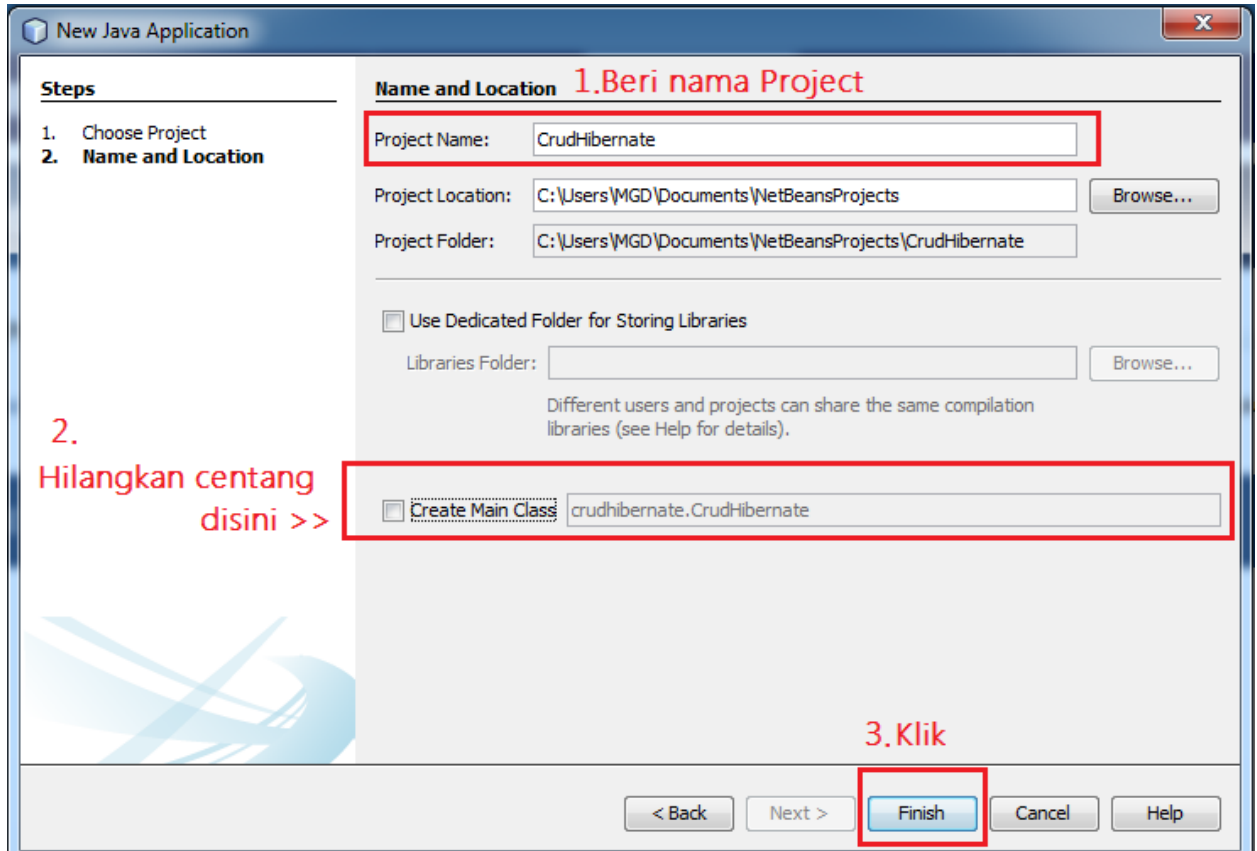 New Java Application
Steps
1. Choose Project
2. Name and Location
Name and Location
1.Beri nama Project
Project Name: CrudHibernate
Project Location: C:\Users\MGD\Documents\NetBeansProjects Browse...
Project Folder: C:\Users\MGD\Documents\NetBeansProjects\CrudHibernate
Use Dedicated Folder for Storing Libraries
Libraries Folder: Browse...
Different users and projects can share the same compilation
libraries (see Help for details).
2.
Hilangkan centang
disini >>
Create Main Class crudhibernate.CrudHibernate
3.Klik
< Back Next > Finish Cancel Help